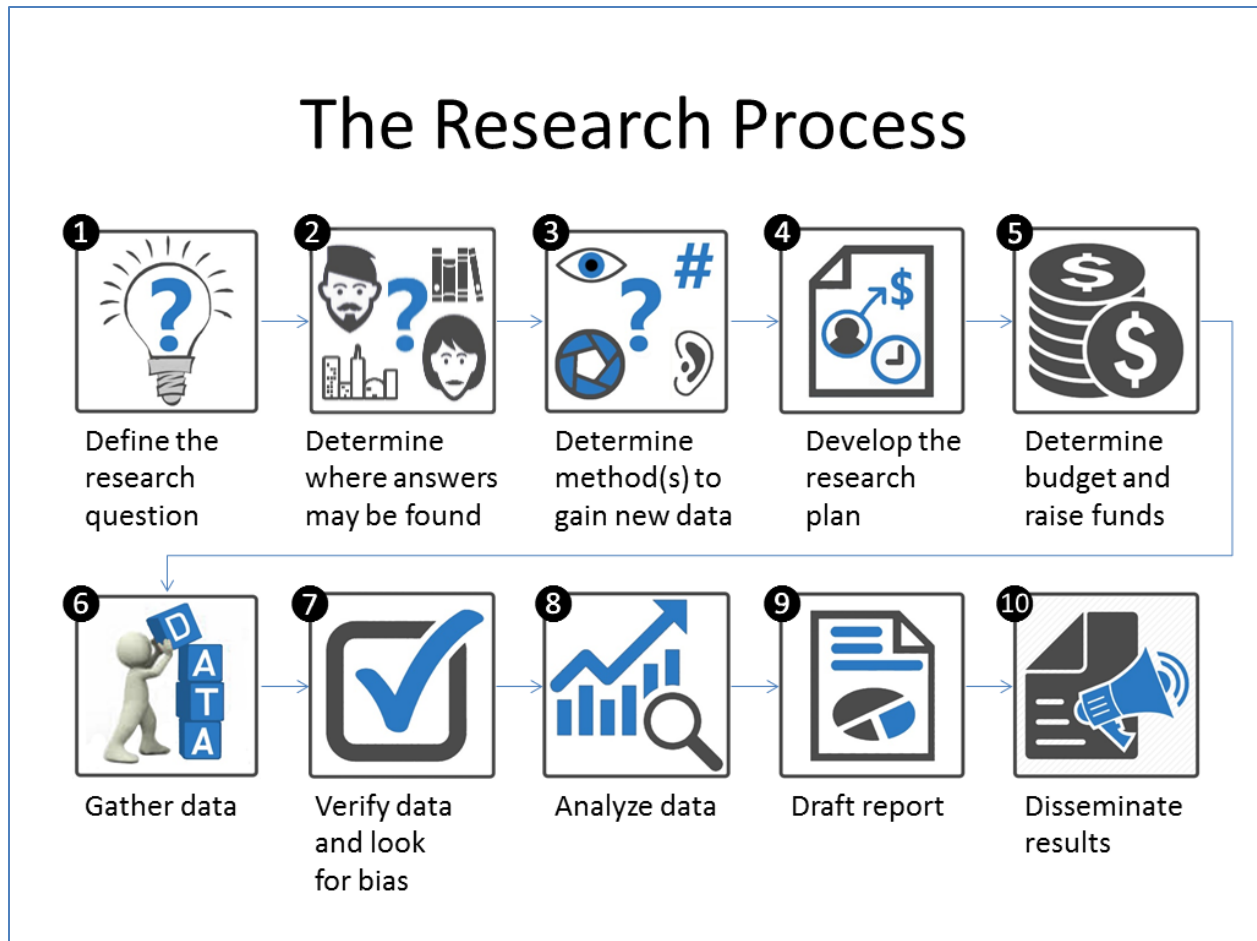 The Research Process
1
2
3
4
5
?
?
?
#
$
$
$
Define the
research
question
Determine
where answers
may be found
Determine
method(s) to
gain new data
Develop the
research
plan
Determine
budget and
raise funds
6
7
8
9
10
D
A
T
A
Gather data
Verify data
and look
for bias
Analyze data
Draft report
Disseminate
results